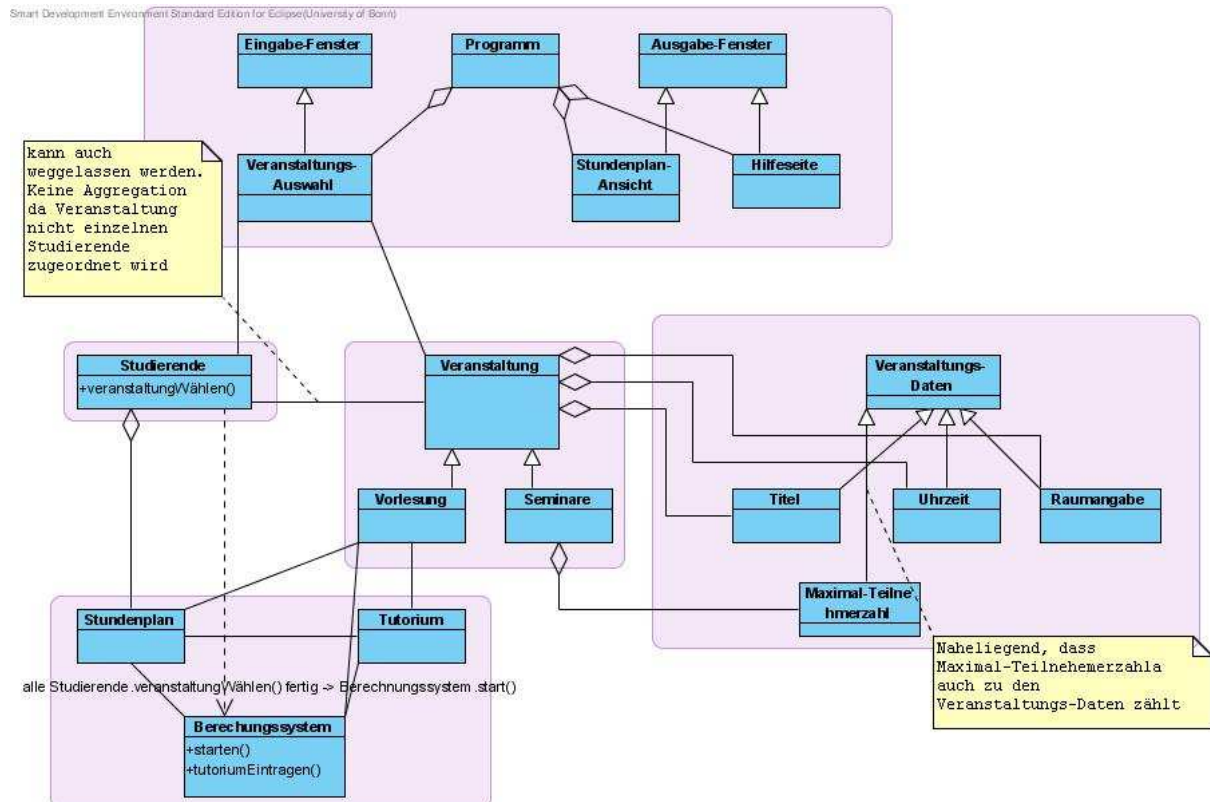 Smart Development Environment Standard Edition for Eclipse(University of Bonn)
Eingabe-Fenster
Programm
Ausgabe-Fenster
kann auch
weggelassen werden.
Keine Aggregation
da Veranstaltung
nicht einzelnen
Studierende
zugeordnet wird
Veranstaltungs-
Auswahl
Stundenplan-
Ansicht
Hilfeseite
Studierende
+veranstaltungWählen()
Veranstaltung
Veranstaltungs-
Daten
Vorlesung
Seminare
Titel
Uhrzeit
Raumangabe
Maximal-Teilne
hmerzahl
Stundenplan
Tutorium
Naheliegend, dass
Maximal-Teilnehemerzahla
auch zu den
Veranstaltungs-Daten zählt
alle Studierende .veranstaltungWählen() fertig -> Berechnungssystem .start()
Berechungssystem
+starten()
+tutoriumEintragen()